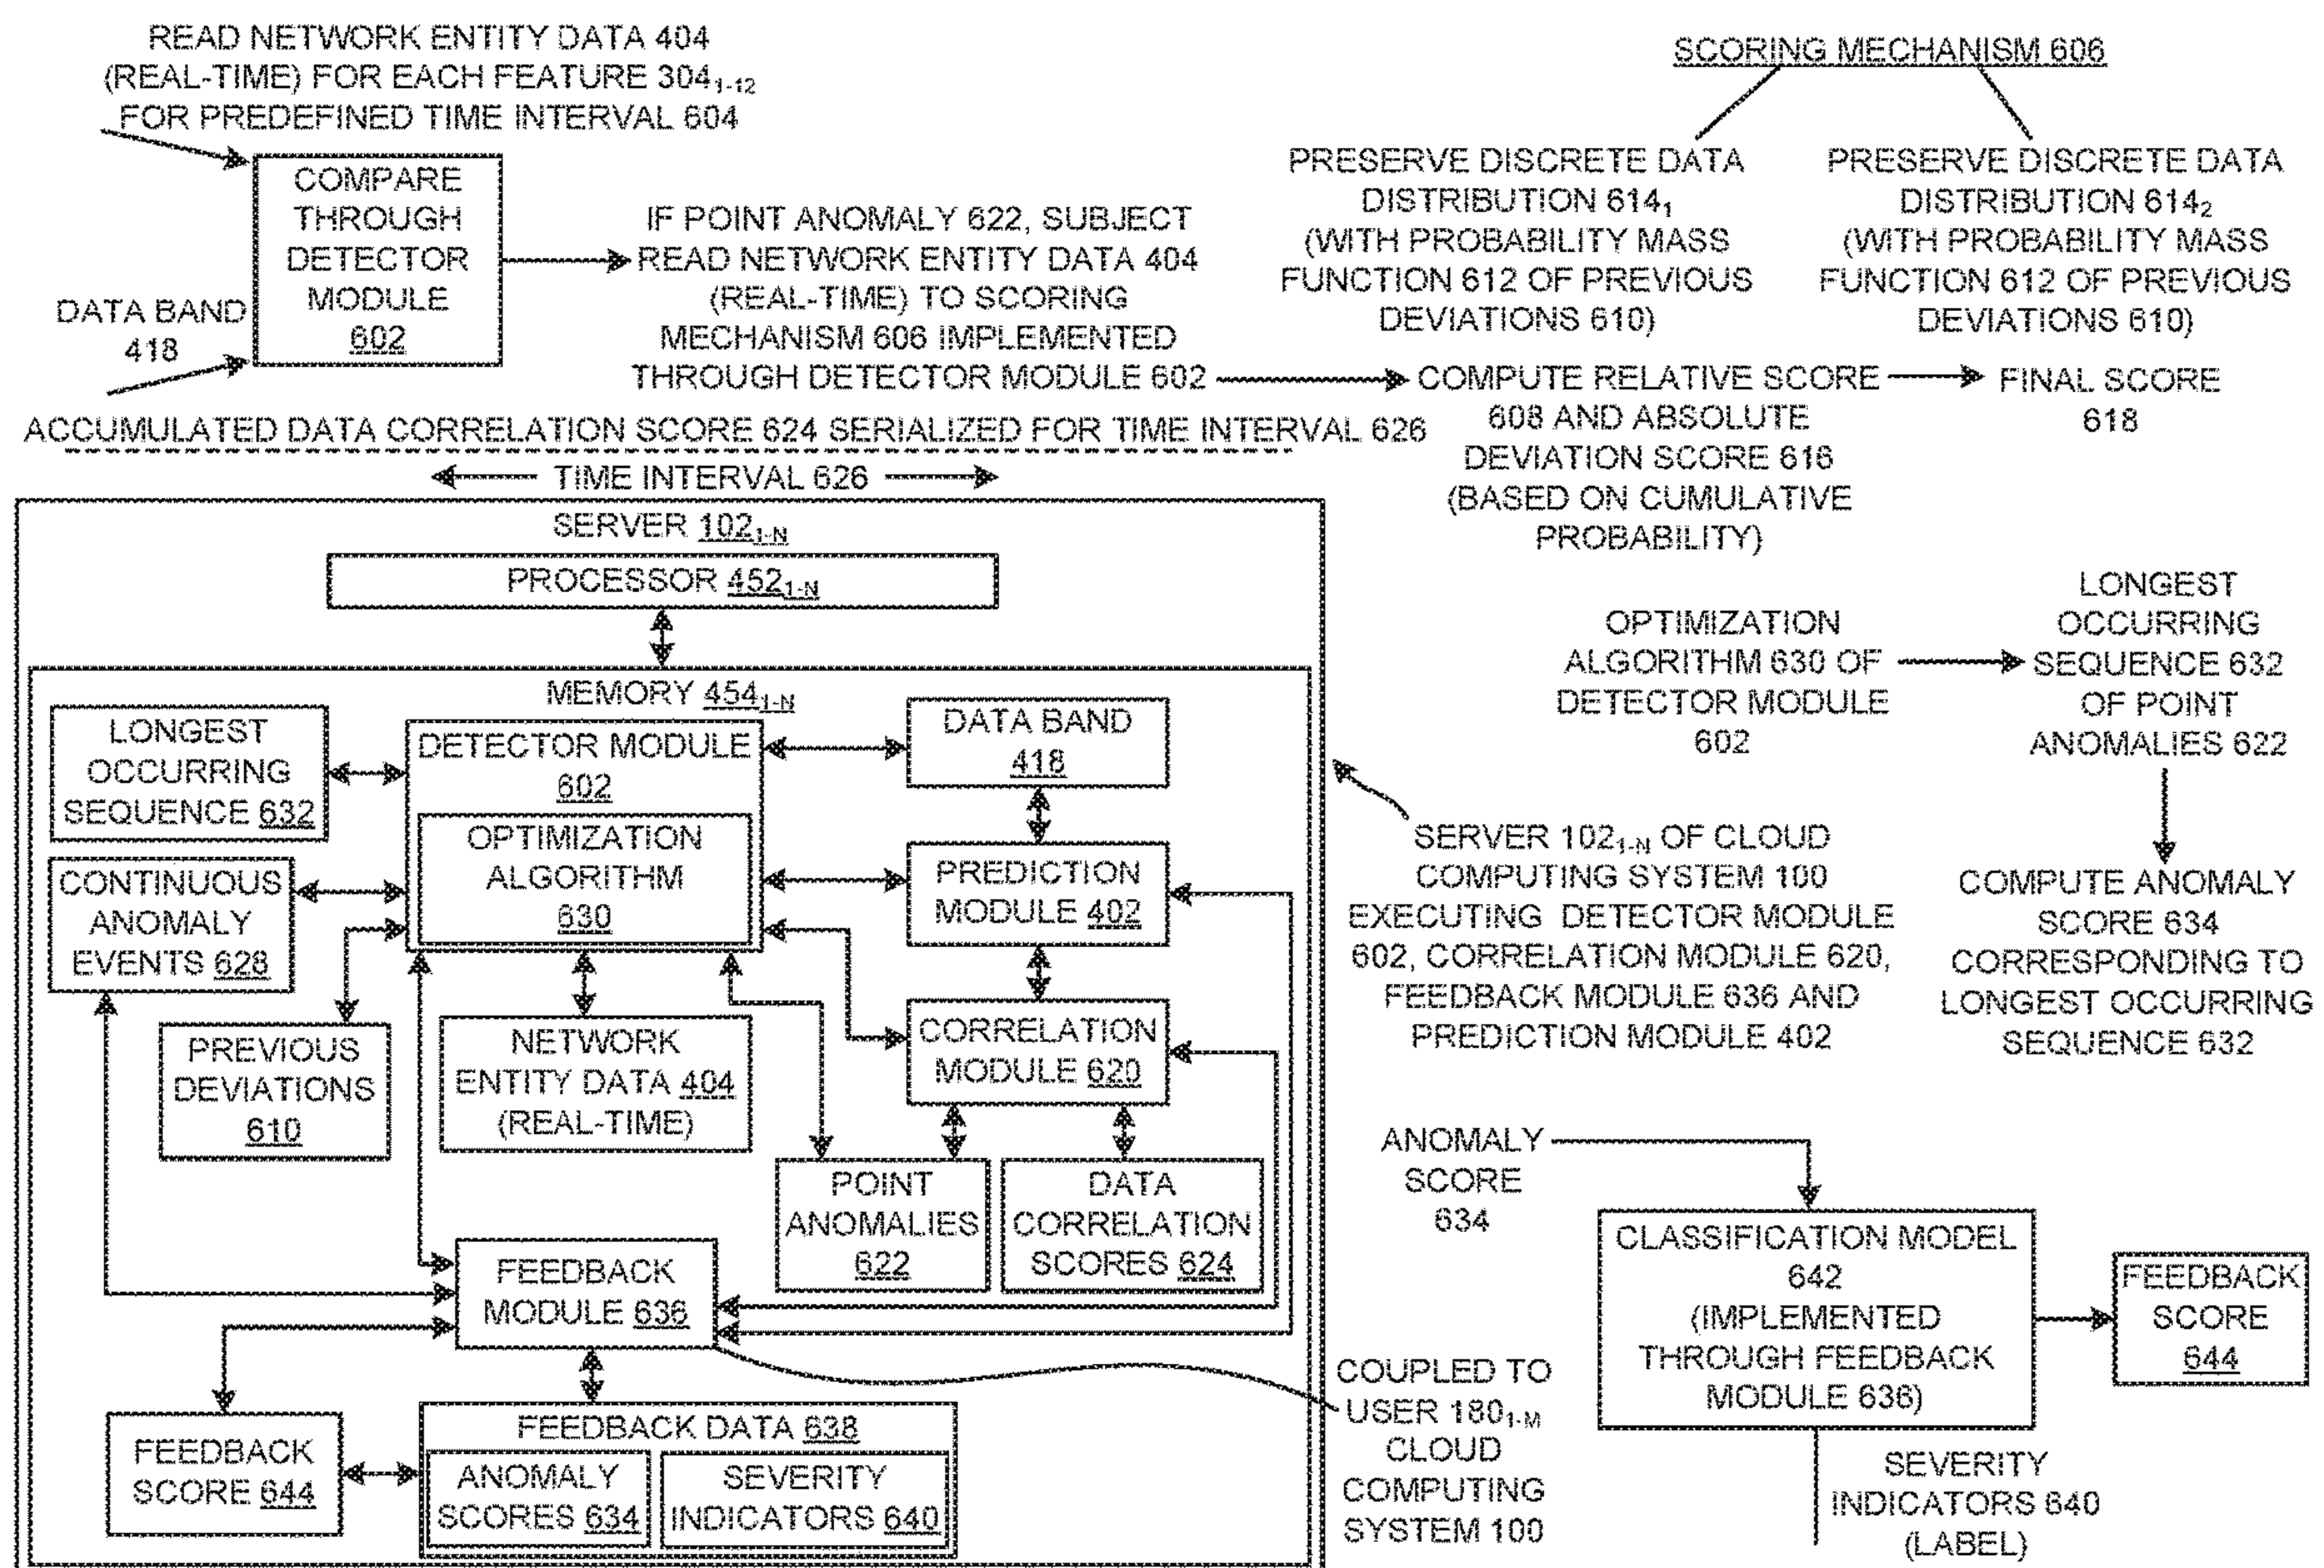 READ NETWORK ENTITY DATA 404
(REAL-TIME) FOR EACH FEATURE 304₁₋₁₂
FOR PREDEFINED TIME INTERVAL 604
COMPARE
THROUGH
DETECTOR
MODULE
602
DATA BAND
418
IF POINT ANOMALY 622, SUBJECT
READ NETWORK ENTITY DATA 404
(REAL-TIME) TO SCORING
MECHANISM 606 IMPLEMENTED
THROUGH DETECTOR MODULE 602
SCORING MECHANISM 606
PRESERVE DISCRETE DATA
DISTRIBUTION 614₁
(WITH PROBABILITY MASS
FUNCTION 612 OF PREVIOUS
DEVIATIONS 610)
PRESERVE DISCRETE DATA
DISTRIBUTION 614₂
(WITH PROBABILITY MASS
FUNCTION 612 OF PREVIOUS
DEVIATIONS 610)
COMPUTE RELATIVE SCORE
608 AND ABSOLUTE
DEVIATION SCORE 616
(BASED ON CUMULATIVE
PROBABILITY)
FINAL SCORE
618
ACCUMULATED DATA CORRELATION SCORE 624 SERIALIZED FOR TIME INTERVAL 626
TIME INTERVAL 626
SERVER 102₁₋N
PROCESSOR 452₁₋N
MEMORY 454₁₋N
LONGEST
OCCURRING
SEQUENCE 632
DETECTOR MODULE
602
OPTIMIZATION
ALGORITHM
630
DATA BAND
418
CONTINUOUS
ANOMALY
EVENTS 628
PREDICTION
MODULE 402
PREVIOUS
DEVIATIONS
610
NETWORK
ENTITY DATA 404
(REAL-TIME)
CORRELATION
MODULE 620
POINT
ANOMALIES
622
DATA
CORRELATION
SCORES 624
FEEDBACK
MODULE 636
FEEDBACK
SCORE 644
FEEDBACK DATA 638
ANOMALY
SCORES 634
SEVERITY
INDICATORS 640
OPTIMIZATION
ALGORITHM 630 OF
DETECTOR MODULE
602
LONGEST
OCCURRING
SEQUENCE 632
OF POINT
ANOMALIES 622
COMPUTE ANOMALY
SCORE 634
CORRESPONDING TO
LONGEST OCCURRING
SEQUENCE 632
SERVER 102₁₋N OF CLOUD
COMPUTING SYSTEM 100
EXECUTING DETECTOR MODULE
602, CORRELATION MODULE 620,
FEEDBACK MODULE 636 AND
PREDICTION MODULE 402
ANOMALY
SCORE
634
CLASSIFICATION MODEL
642
(IMPLEMENTED
THROUGH FEEDBACK
MODULE 636)
FEEDBACK
SCORE
644
COUPLED TO
USER 180₁₋M
CLOUD
COMPUTING
SYSTEM 100
SEVERITY
INDICATORS 640
(LABEL)